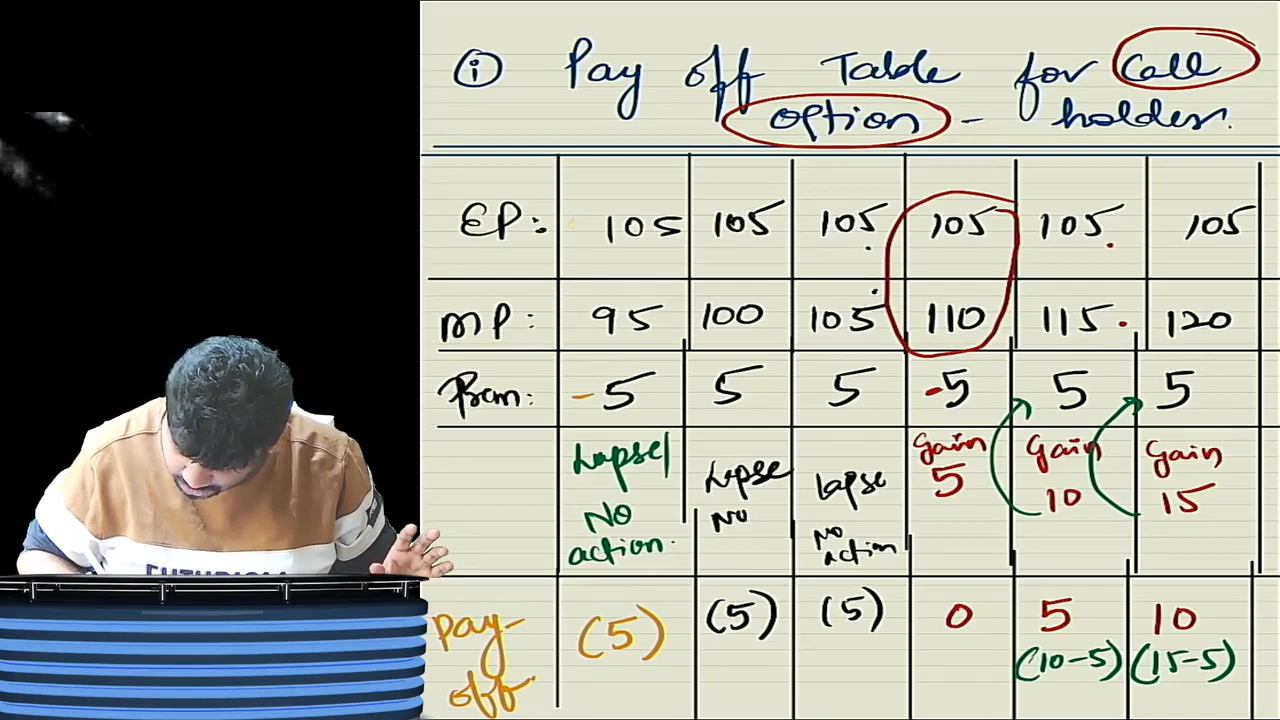 i Pay off Table for Call
option - holder.
EP: 105 105 105 105 105 105
MP: 95 100 105 110 115 120
Prem: -5 5 5 -5 5 5
Lapse/ Lapse lapse Gain Gain Gain
5 10 15
No No No
action. action
Pay- (5) (5) (5) 0 5 10
off (10-5) (15-5)